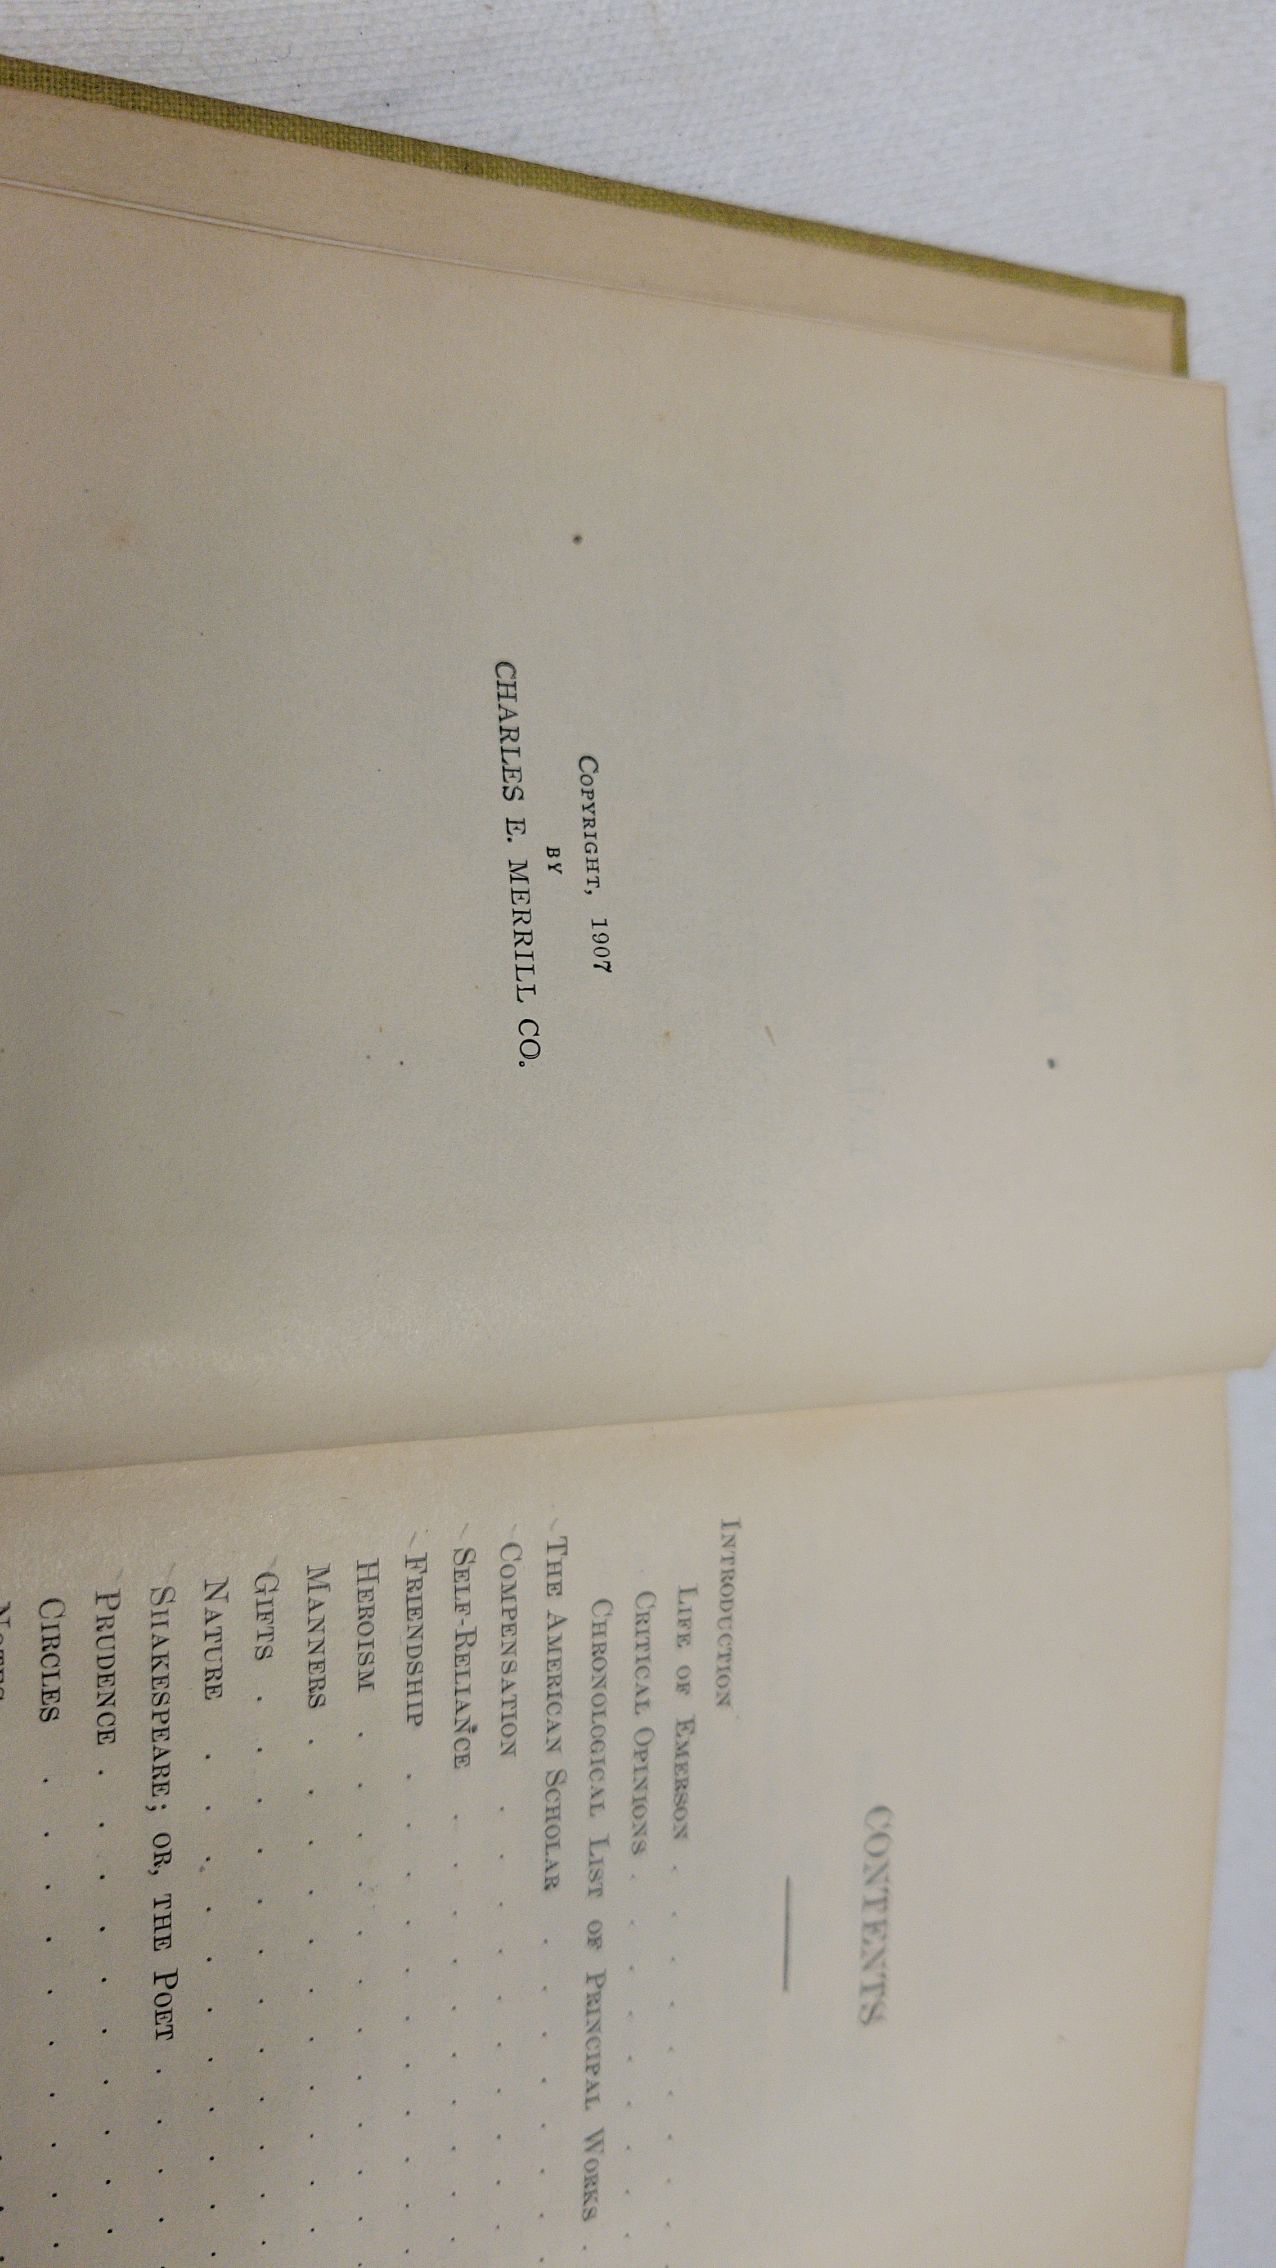 Copyright, 1907
BY
CHARLES E. MERRILL CO.
CONTENTS
Introduction
Life of Emerson . . . . . . . .
Critical Opinions . . . . . . . .
Chronological List of Principal Works .
The American Scholar . . . . . . .
Compensation . . . . . . . . .
Self-Reliance . . . . . . . . .
Friendship . . . . . . . . . .
Heroism . . . . . . . . . . .
Manners . . . . . . . . . . .
Gifts . . . . . . . . . . . .
Nature . . . . . . . . . . .
Shakespeare; or, the Poet . . . .
Prudence . . . . . . . . . .
Circles . . . . . . . . . .